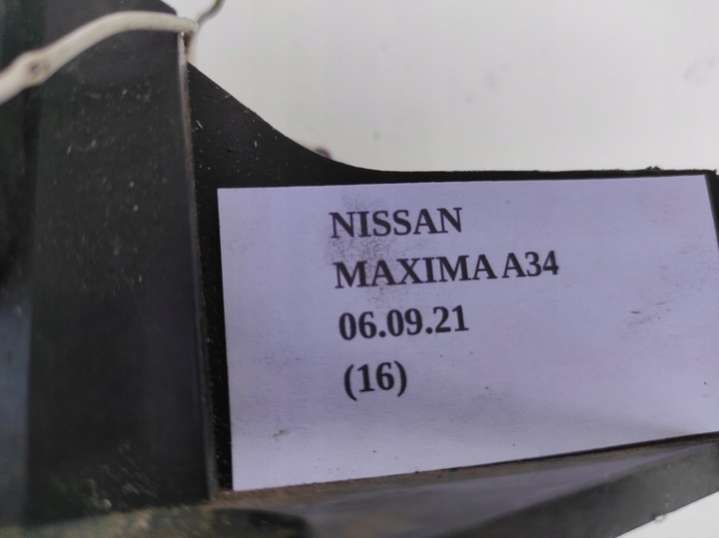 NISSAN
MAXIMA A34
06.09.21
(16)